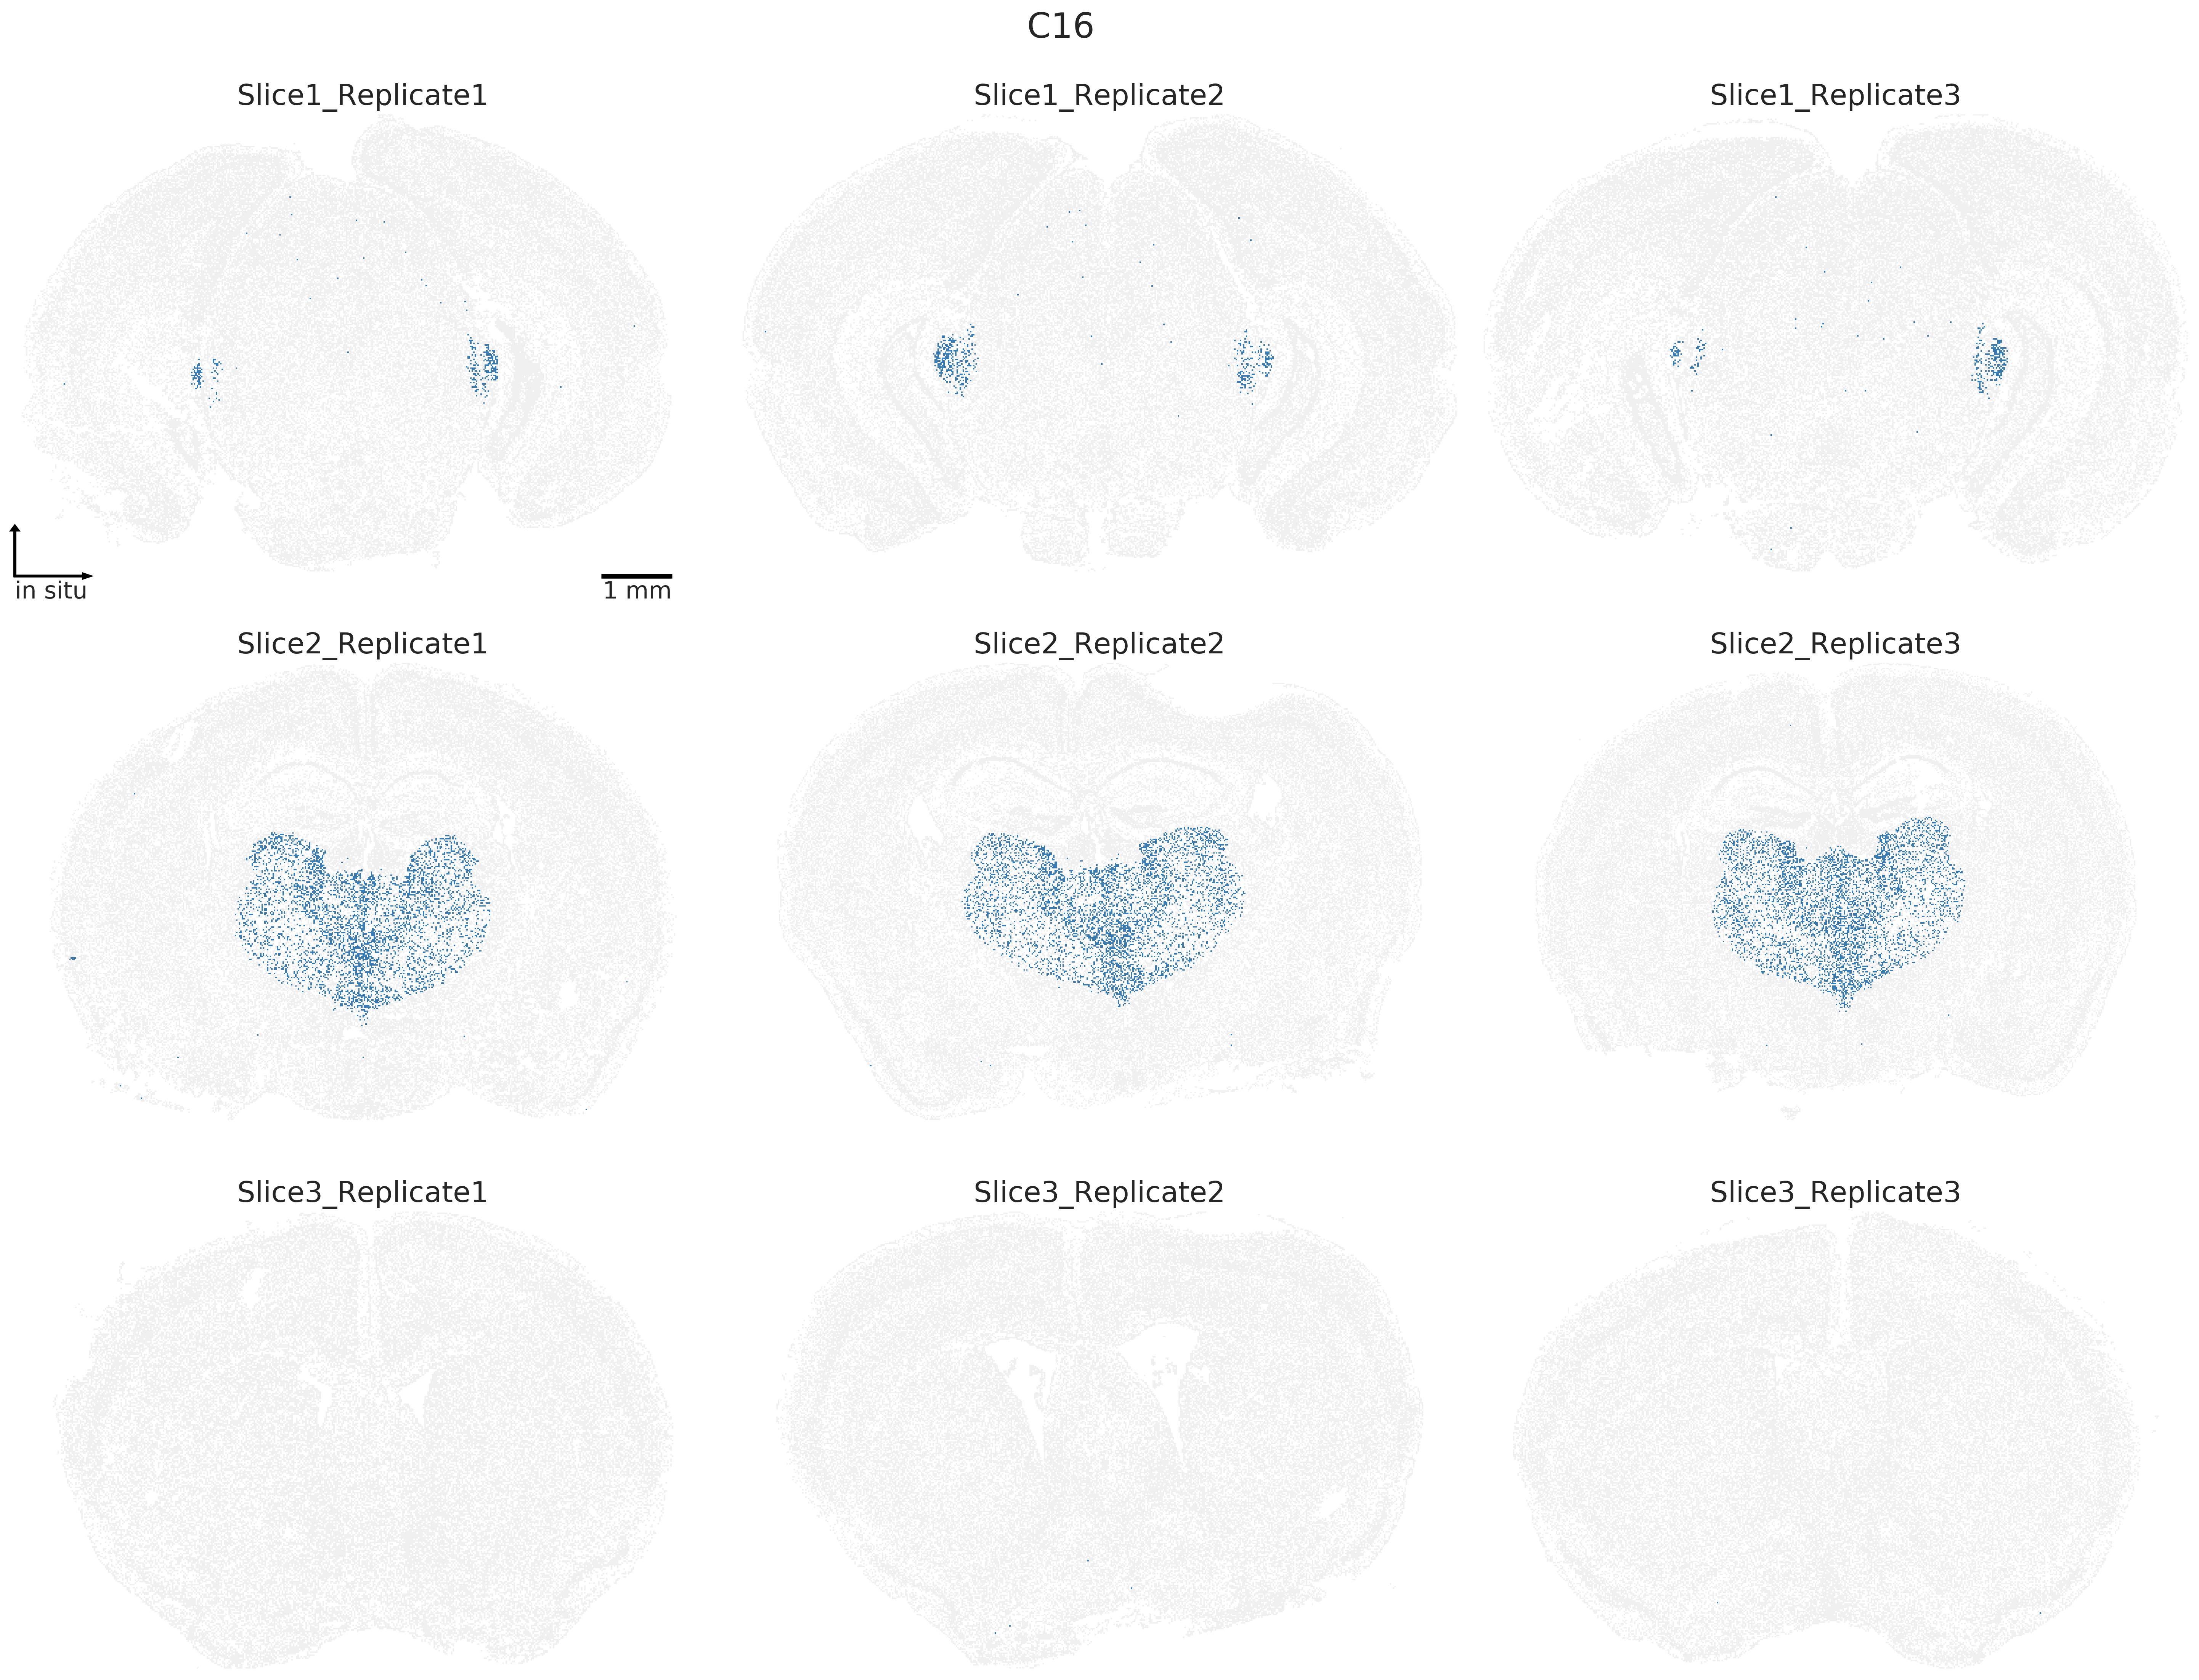 C16
Slice1_Replicate1
Slice1_Replicate2
Slice1_Replicate3
in situ
1 mm
Slice2_Replicate1
Slice2_Replicate2
Slice2_Replicate3
Slice3_Replicate1
Slice3_Replicate2
Slice3_Replicate3